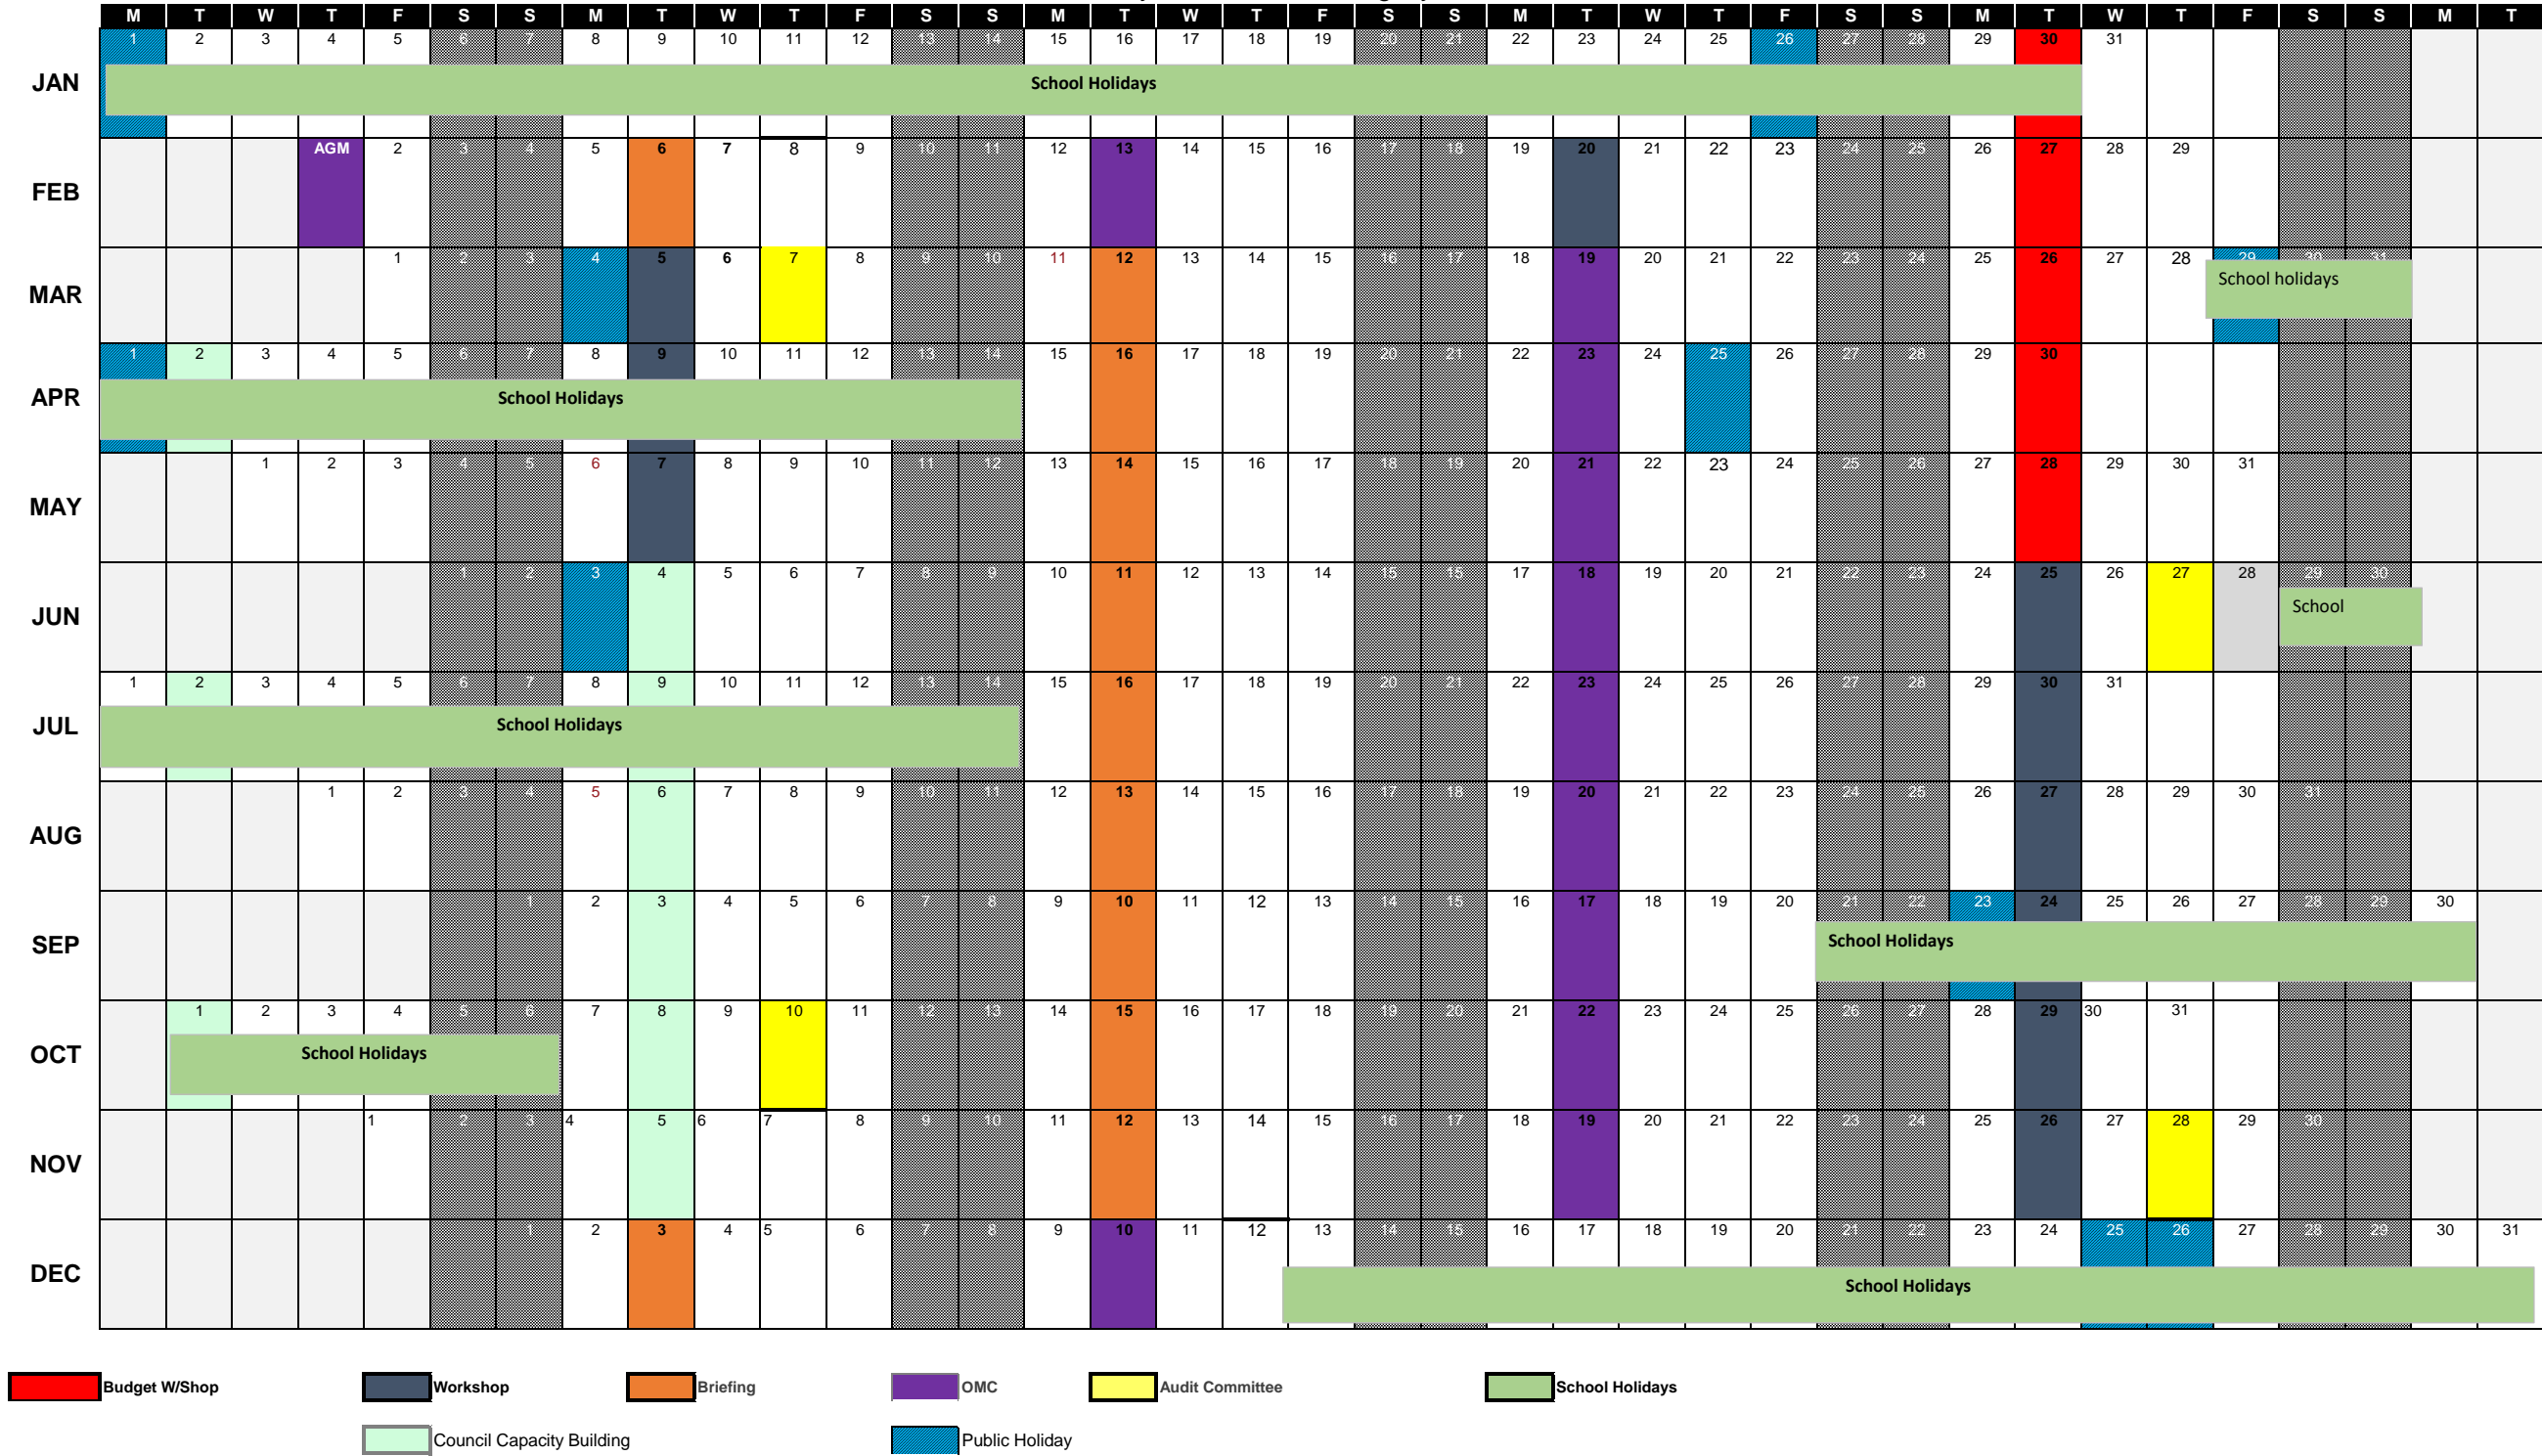 M T W T F S S M T W T F S S M T W T F S S M T W T F S S M T W T F S S M T
1 2 3 4 5 6 7 8 9 10 11 12 13 14 15 16 17 18 19 20 21 22 23 24 25 26 27 28 29 30 31
JAN
School Holidays
AGM 2 3 4 5 6 7 8 9 10 11 12 13 14 15 16 17 18 19 20 21 22 23 24 25 26 27 28 29
FEB
1 2 3 4 5 6 7 8 9 10 11 12 13 14 15 16 17 18 19 20 21 22 23 24 25 26 27 28 29 30 31
MAR
School holidays
1 2 3 4 5 6 7 8 9 10 11 12 13 14 15 16 17 18 19 20 21 22 23 24 25 26 27 28 29 30
APR
School Holidays
1 2 3 4 5 6 7 8 9 10 11 12 13 14 15 16 17 18 19 20 21 22 23 24 25 26 27 28 29 30 31
MAY
1 2 3 4 5 6 7 8 9 10 11 12 13 14 15 15 17 18 19 20 21 22 23 24 25 26 27 28 29 30
JUN
School
1 2 3 4 5 6 7 8 9 10 11 12 13 14 15 16 17 18 19 20 21 22 23 24 25 26 27 28 29 30 31
JUL
School Holidays
1 2 3 4 5 6 7 8 9 10 11 12 13 14 15 16 17 18 19 20 21 22 23 24 25 26 27 28 29 30 31
AUG
1 2 3 4 5 6 7 8 9 10 11 12 13 14 15 16 17 18 19 20 21 22 23 24 25 26 27 28 29 30
SEP
School Holidays
1 2 3 4 5 6 7 8 9 10 11 12 13 14 15 16 17 18 19 20 21 22 23 24 25 26 27 28 29 30 31
OCT
School Holidays
1 2 3 4 5 6 7 8 9 10 11 12 13 14 15 16 17 18 19 20 21 22 23 24 25 26 27 28 29 30
NOV
1 2 3 4 5 6 7 8 9 10 11 12 13 14 15 16 17 18 19 20 21 22 23 24 25 26 27 28 29 30 31
DEC
School Holidays
Budget W/Shop Workshop Briefing OMC Audit Committee School Holidays
Council Capacity Building Public Holiday